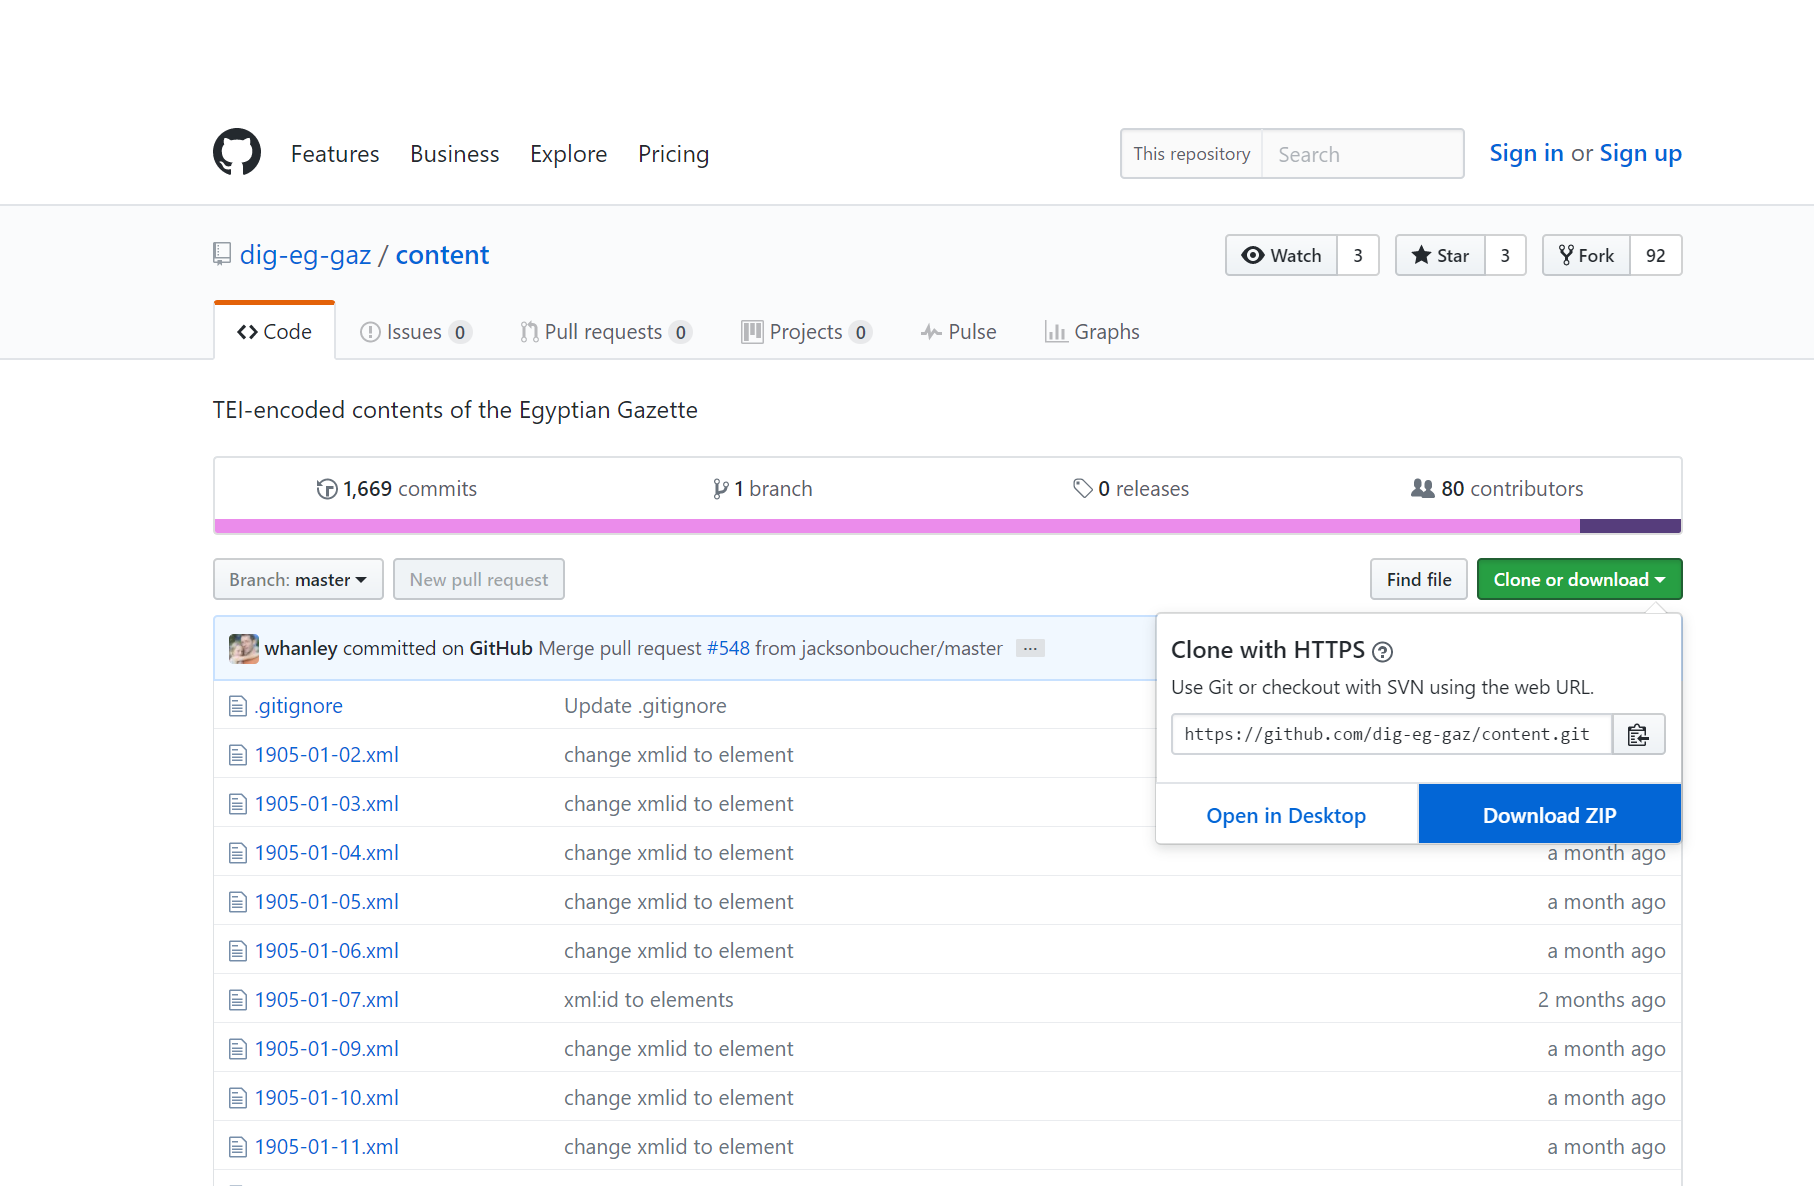 Features Business Explore Pricing This repository Search Sign in or Sign up
dig-eg-gaz / content Watch 3 Star 3 Fork 92
Code Issues 0 Pull requests 0 Projects 0 Pulse Graphs
TEI-encoded contents of the Egyptian Gazette
1,669 commits 1 branch 0 releases 80 contributors
Branch: master New pull request Find file Clone or download
whanley committed on GitHub Merge pull request #548 from jacksonboucher/master ...
Clone with HTTPS ?
Use Git or checkout with SVN using the web URL.
https://github.com/dig-eg-gaz/content.git
Open in Desktop Download ZIP
.gitignore Update .gitignore
1905-01-02.xml change xmlid to element
1905-01-03.xml change xmlid to element
1905-01-04.xml change xmlid to element a month ago
1905-01-05.xml change xmlid to element a month ago
1905-01-06.xml change xmlid to element a month ago
1905-01-07.xml xml:id to elements 2 months ago
1905-01-09.xml change xmlid to element a month ago
1905-01-10.xml change xmlid to element a month ago
1905-01-11.xml change xmlid to element a month ago